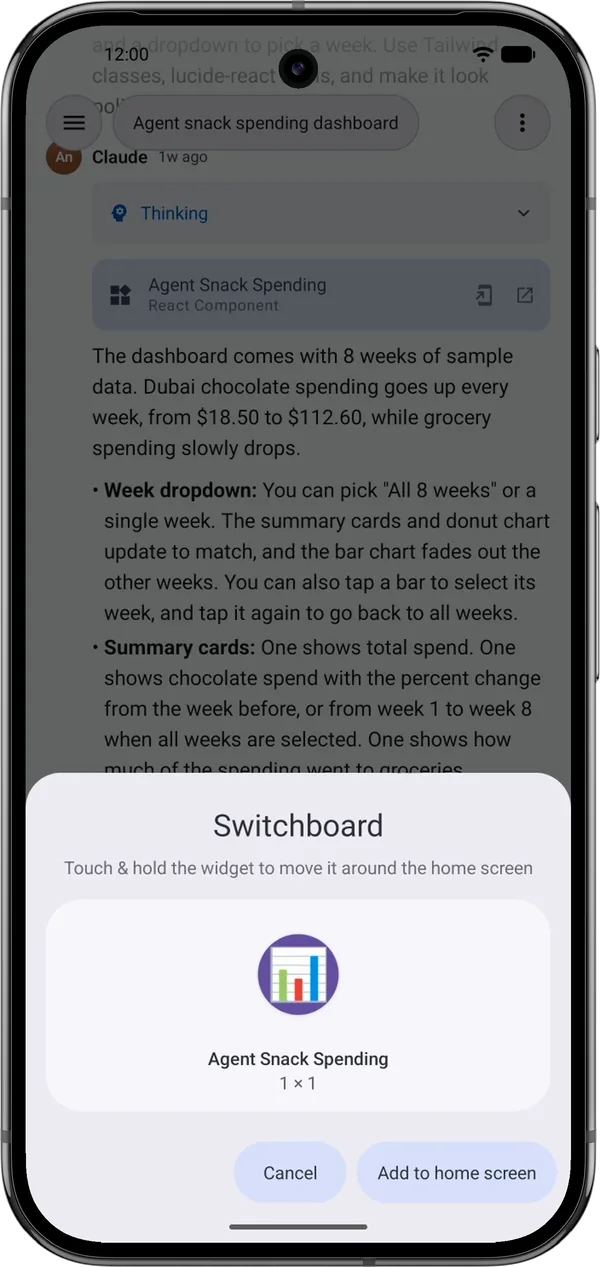 and a dropdown to pick a week. Use Tailwind
12:00
classes, lucide-react and make it look
Agent snack spending dashboard
An Claude 1w ago
Thinking
Agent Snack Spending
React Component
The dashboard comes with 8 weeks of sample
data. Dubai chocolate spending goes up every
week, from $18.50 to $112.60, while grocery
spending slowly drops.
• Week dropdown: You can pick "All 8 weeks" or a
single week. The summary cards and donut chart
update to match, and the bar chart fades out the
other weeks. You can also tap a bar to select its
week, and tap it again to go back to all weeks.
• Summary cards: One shows total spend. One
shows chocolate spend with the percent change
from the week before, or from week 1 to week 8
when all weeks are selected. One shows how
much of the spending went to groceries.
Switchboard
Touch & hold the widget to move it around the home screen
Agent Snack Spending
1 × 1
Cancel Add to home screen